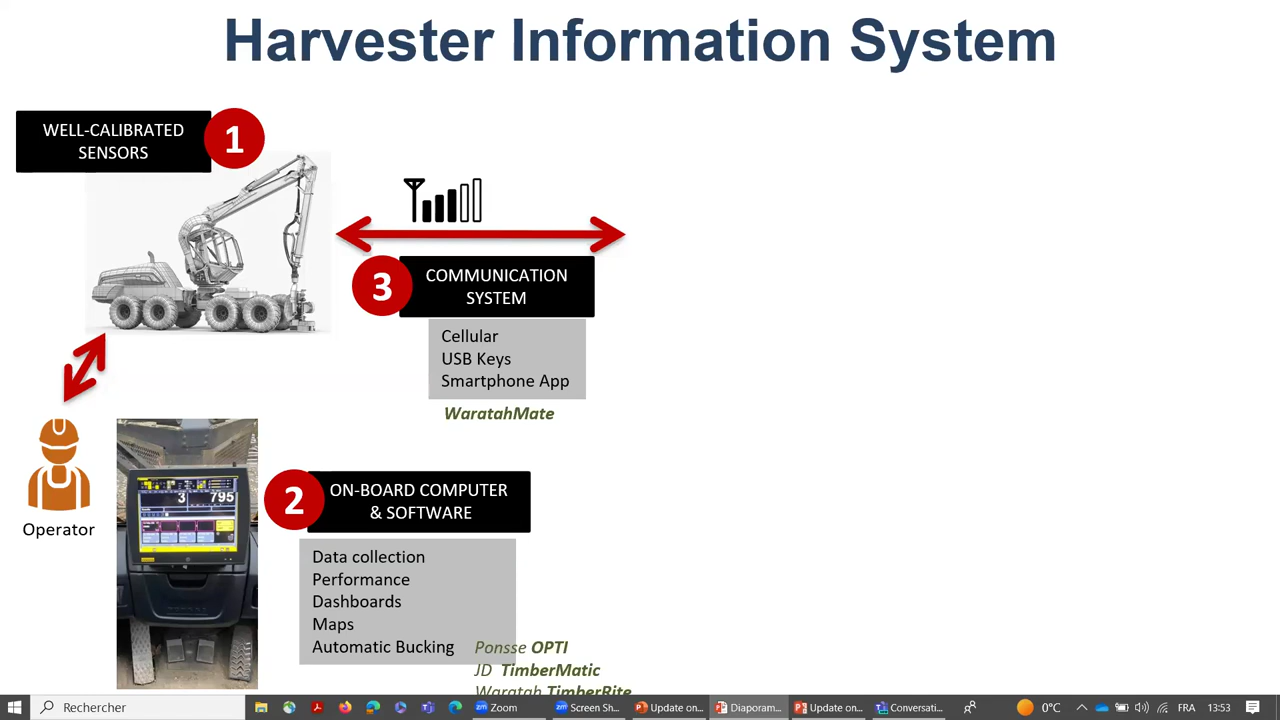 Harvester Information System
WELL-CALIBRATED
SENSORS
1
3
COMMUNICATION
SYSTEM
Cellular
USB Keys
Smartphone App
WaratahMate
Operator
3
795
2
ON-BOARD COMPUTER
& SOFTWARE
Data collection
Performance
Dashboards
Maps
Automatic Bucking
Ponsse OPTI
JD TimberMatic
Waratah TimberRite
Rechercher
Zoom
Screen Sh...
Update on...
Diaporam...
Update on...
Conversati...
0°C
FRA
13:53